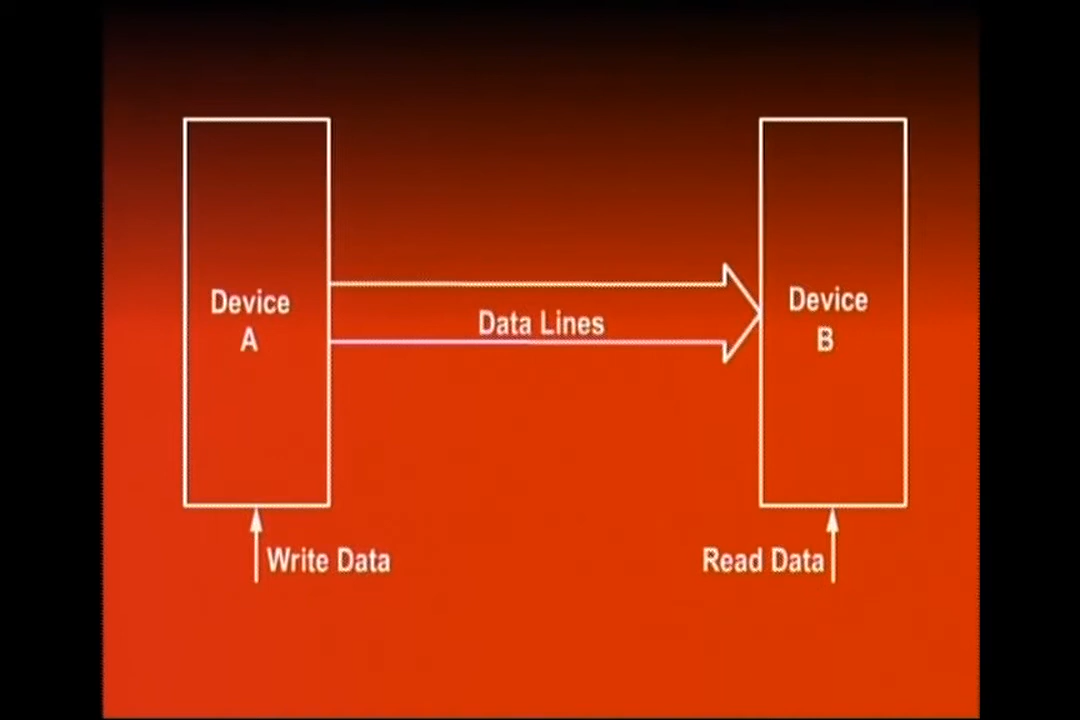 Device
A
Data Lines
Device
B
Write Data
Read Data